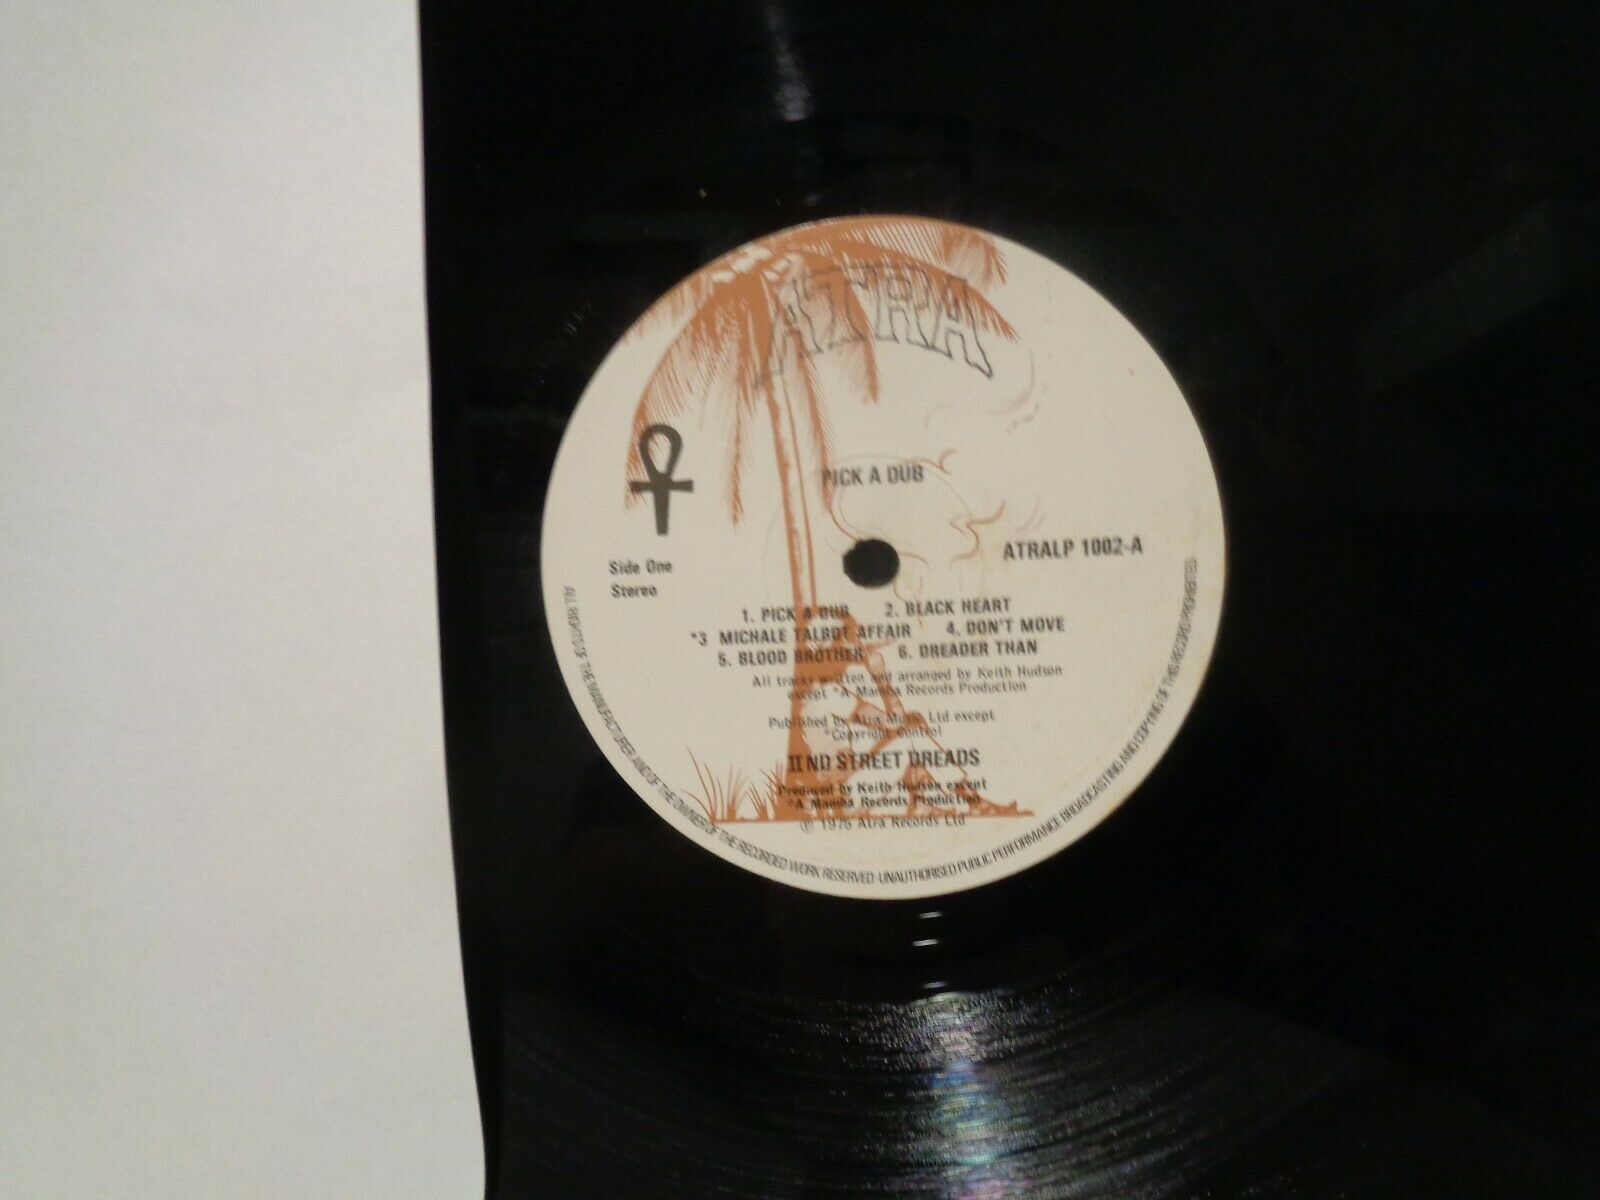 ATRA
PICK A DUB
ATRALP 1002-A
Side One
Stereo
1. PICK A DUB 2. BLACK HEART
*3 MICHALE TALBOT AFFAIR 4. DON'T MOVE
5. BLOOD BROTHER 6. DREADER THAN
All tracks written and arranged by Keith Hudson
except *A Mamba Records Production
Published by Atra Music Ltd except
*Copyright Control
II ND STREET DREADS
Produced by Keith Hudson except
*A Mamba Records Production
℗ 1976 Atra Records Ltd
ALL RIGHTS OF THE MANUFACTURER AND OF THE OWNER OF THE RECORDED WORK RESERVED-UNAUTHORISED PUBLIC PERFORMANCE BROADCASTING AND COPYING OF THIS RECORD PROHIBITED